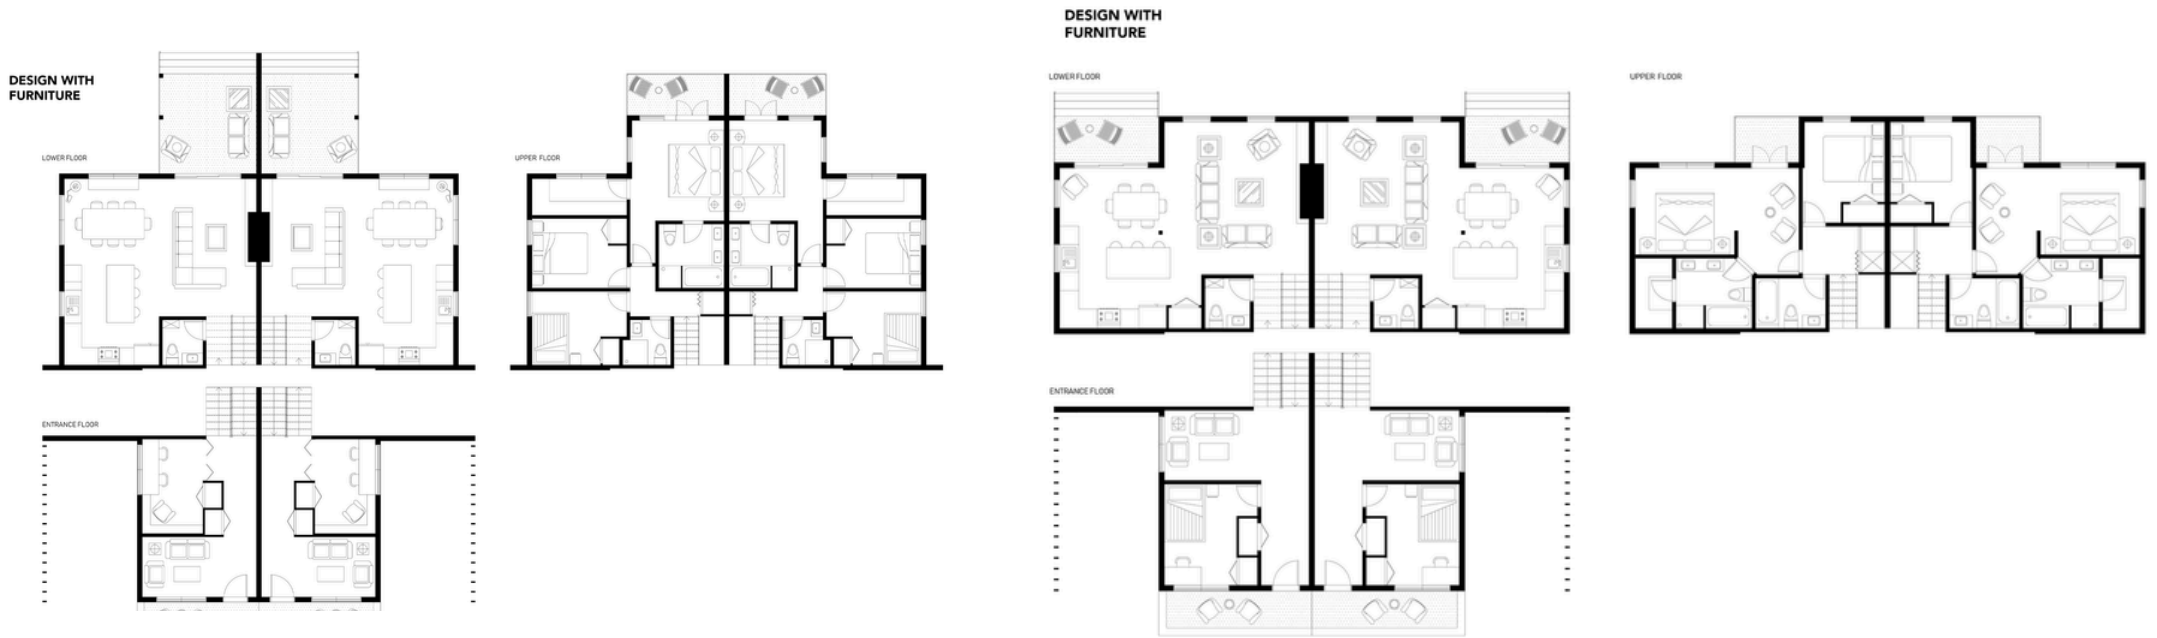 DESIGN WITH
FURNITURE
LOWER FLOOR
UPPER FLOOR
ENTRANCE FLOOR
DESIGN WITH
FURNITURE
LOWER FLOOR
UPPER FLOOR
ENTRANCE FLOOR